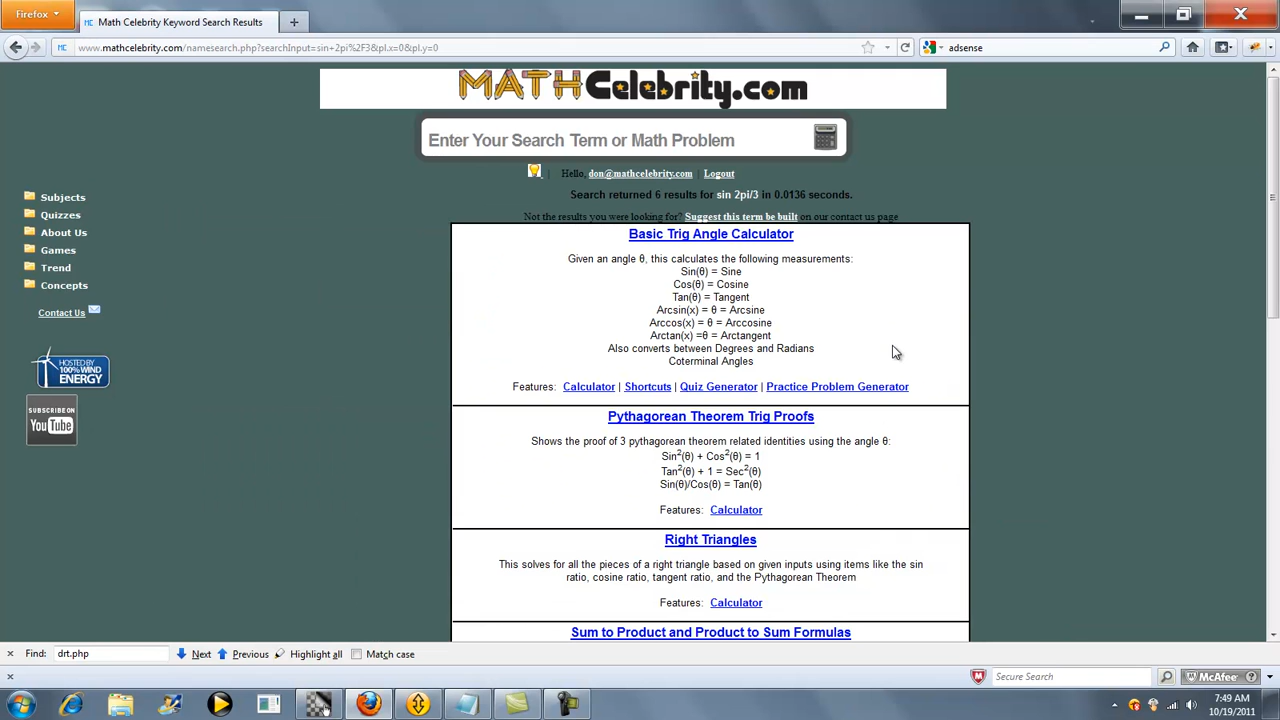 Firefox
Math Celebrity Keyword Search Results
www.mathcelebrity.com/namesearch.php?searchInput=sin+2pi%2F3&pl.x=0&pl.y=0
adsense
MATHCelebrity.com
Enter Your Search Term or Math Problem
| Hello, don@mathcelebrity.com | Logout
Search returned 6 results for sin 2pi/3 in 0.0136 seconds.
Not the results you were looking for? Suggest this term be built on our contact us page
Subjects
Quizzes
About Us
Games
Trend
Concepts
Contact Us
HOSTED BY
100% WIND
ENERGY
SUBSCRIBE ON
YouTube
Basic Trig Angle Calculator
Given an angle θ, this calculates the following measurements:
Sin(θ) = Sine
Cos(θ) = Cosine
Tan(θ) = Tangent
Arcsin(x) = θ = Arcsine
Arccos(x) = θ = Arccosine
Arctan(x) =θ = Arctangent
Also converts between Degrees and Radians
Coterminal Angles
Features: Calculator | Shortcuts | Quiz Generator | Practice Problem Generator
Pythagorean Theorem Trig Proofs
Shows the proof of 3 pythagorean theorem related identities using the angle θ:
Sin²(θ) + Cos²(θ) = 1
Tan²(θ) + 1 = Sec²(θ)
Sin(θ)/Cos(θ) = Tan(θ)
Features: Calculator
Right Triangles
This solves for all the pieces of a right triangle based on given inputs using items like the sin
ratio, cosine ratio, tangent ratio, and the Pythagorean Theorem
Features: Calculator
Sum to Product and Product to Sum Formulas
Find: drt.php Next Previous Highlight all Match case
Secure Search McAfee
7:49 AM
10/19/2011